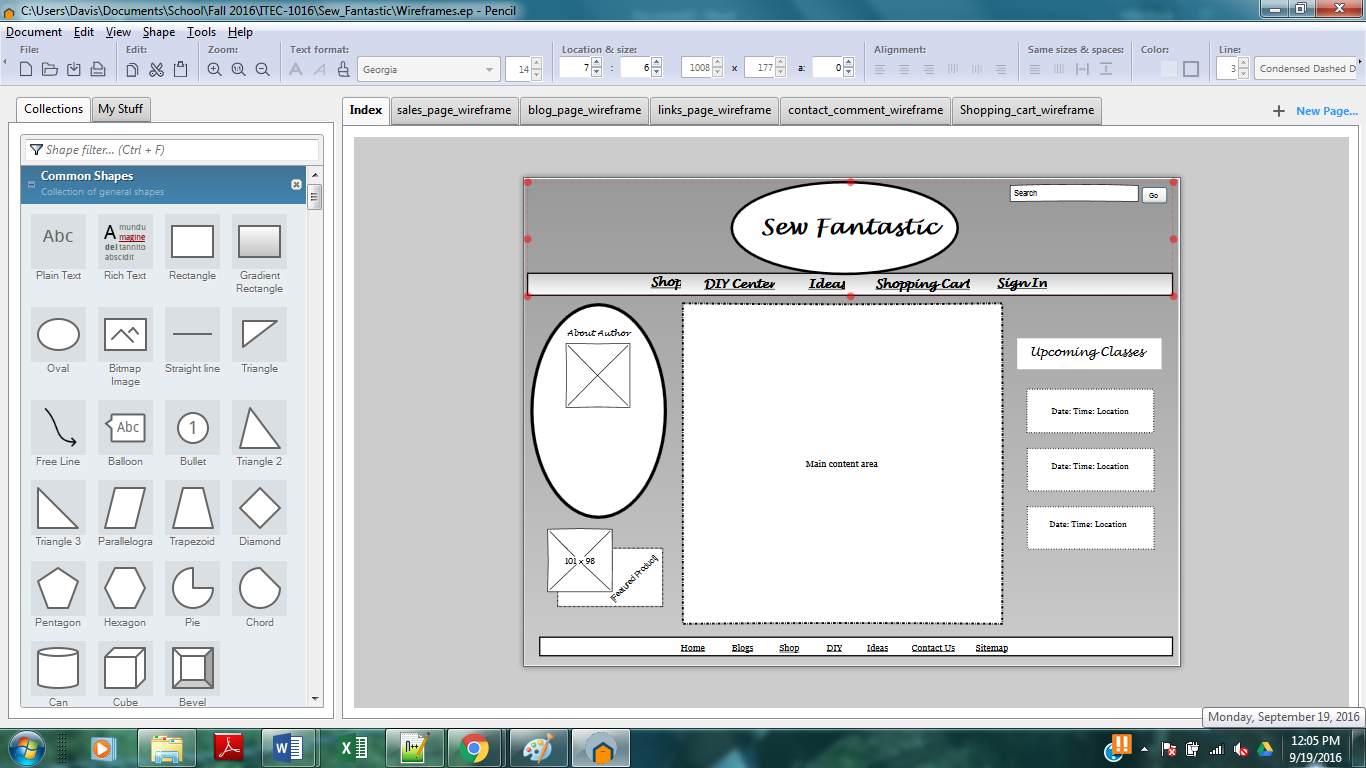 C:\Users\Davis\Documents\School\Fall 2016\ITEC-1016\Sew_Fantastic\Wireframes.ep - Pencil
Document Edit View Shape Tools Help
File: Edit: Zoom: Text format: Location & size: Alignment: Same sizes & spaces: Color: Line:
Georgia 14 7 : 6 1008 x 177 a: 0 3 Condensed Dashed D
Collections My Stuff
Index sales_page_wireframe blog_page_wireframe links_page_wireframe contact_comment_wireframe Shopping_cart_wireframe New Page...
Shape filter... (Ctrl + F)
Common Shapes
Collection of general shapes
Abc
A mundu
magine
del tannito
abscidit
Plain Text Rich Text Rectangle Gradient
Rectangle
Oval Bitmap
Image Straight line Triangle
Abc 1
Free Line Balloon Bullet Triangle 2
Triangle 3 Parallelogra Trapezoid Diamond
Pentagon Hexagon Pie Chord
Can Cube Bevel
Search Go
Sew Fantastic
Shop DIY Center Ideas Shopping Cart Sign In
About Author
101 x 98
Featured Product
Main content area
Upcoming Classes
Date: Time: Location
Date: Time: Location
Date: Time: Location
Home Blogs Shop DIY Ideas Contact Us Sitemap
Monday, September 19, 2016
12:05 PM
9/19/2016